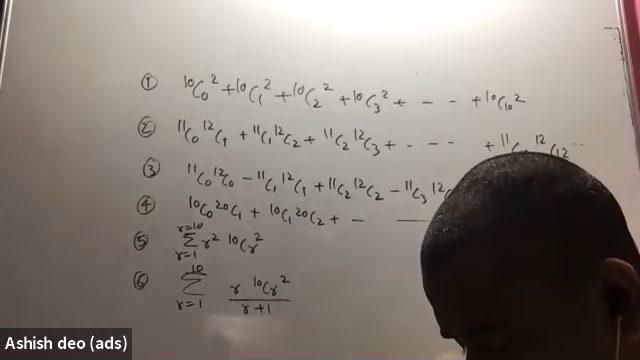 ① ¹⁰C₀² + ¹⁰C₁² + ¹⁰C₂² + ¹⁰C₃² + - - - + ¹⁰C₁₀²
② ¹¹C₀ ¹²C₁ + ¹¹C₁ ¹²C₂ + ¹¹C₂ ¹²C₃ + - - - - + ¹¹C ¹²C₁₂
③ ¹¹C₀ ¹²C₀ - ¹¹C₁ ¹²C₁ + ¹¹C₂ ¹²C₂ - ¹¹C₃ ¹²C
④ ¹⁰C₀ ²⁰C₁ + ¹⁰C₁ ²⁰C₂ + - —
⑤ r=10 Σ r=1 r² ¹⁰Cr²
⑥ 10 Σ r=1 r ¹⁰Cr² / r+1
Ashish deo (ads)